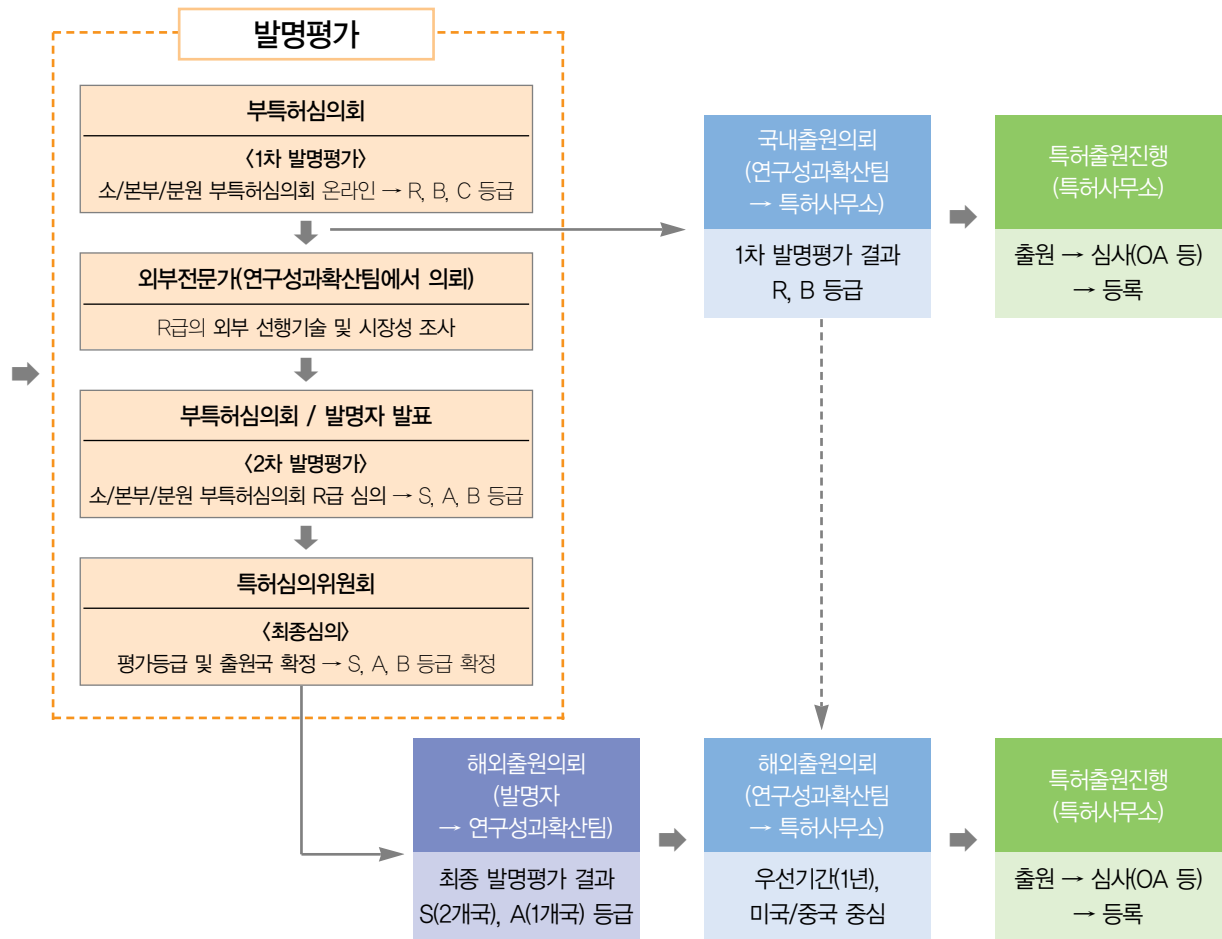 발명평가
부특허심의회
〈1차 발명평가〉
소/본부/분원 부특허심의회 온라인 → R, B, C 등급
외부전문가(연구성과확산팀에서 의뢰)
R급의 외부 선행기술 및 시장성 조사
부특허심의회 / 발명자 발표
〈2차 발명평가〉
소/본부/분원 부특허심의회 R급 심의 → S, A, B 등급
특허심의위원회
〈최종심의〉
평가등급 및 출원국 확정 → S, A, B 등급 확정
국내출원의뢰
(연구성과확산팀
→ 특허사무소)
1차 발명평가 결과
R, B 등급
특허출원진행
(특허사무소)
출원 → 심사(OA 등)
→ 등록
해외출원의뢰
(발명자
→ 연구성과확산팀)
최종 발명평가 결과
S(2개국), A(1개국) 등급
해외출원의뢰
(연구성과확산팀
→ 특허사무소)
우선기간(1년),
미국/중국 중심
특허출원진행
(특허사무소)
출원 → 심사(OA 등)
→ 등록